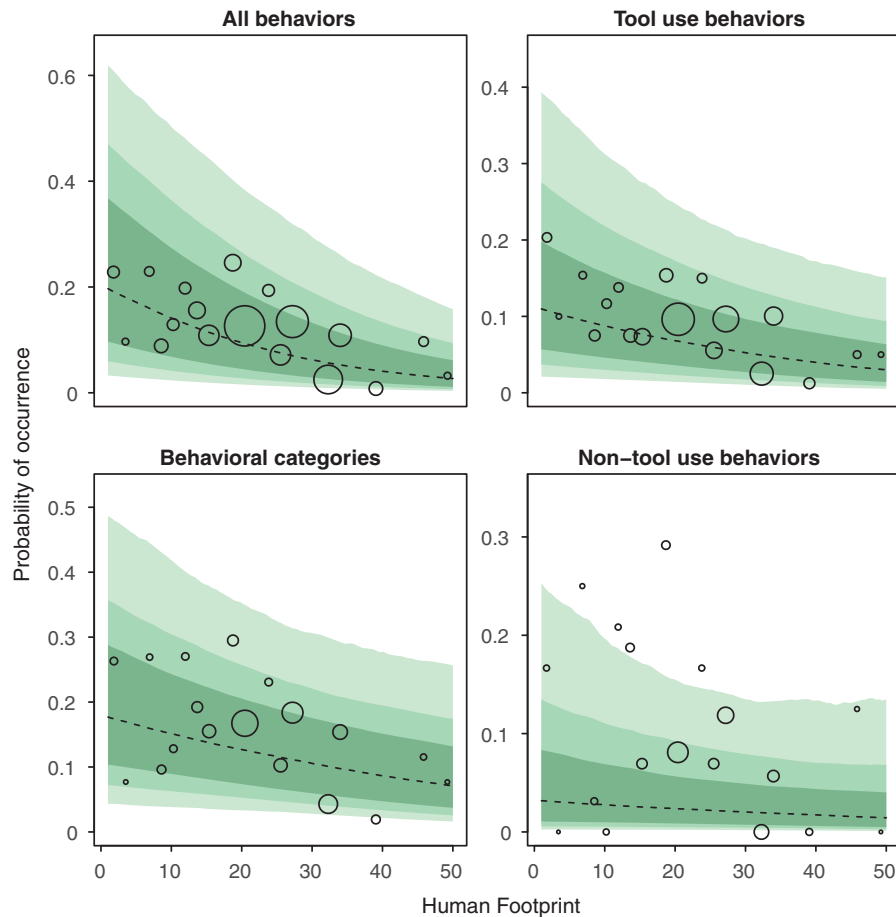 All behaviors
Tool use behaviors
0.6
0.4
0.2
0
0.4
0.3
0.2
0.1
0
Probability of occurrence
Behavioral categories
Non−tool use behaviors
0.5
0.4
0.3
0.2
0.1
0
0.3
0.2
0.1
0
0 10 20 30 40 50
0 10 20 30 40 50
Human Footprint